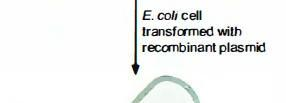 E. coli cell
transformed with
recombinant plasmid